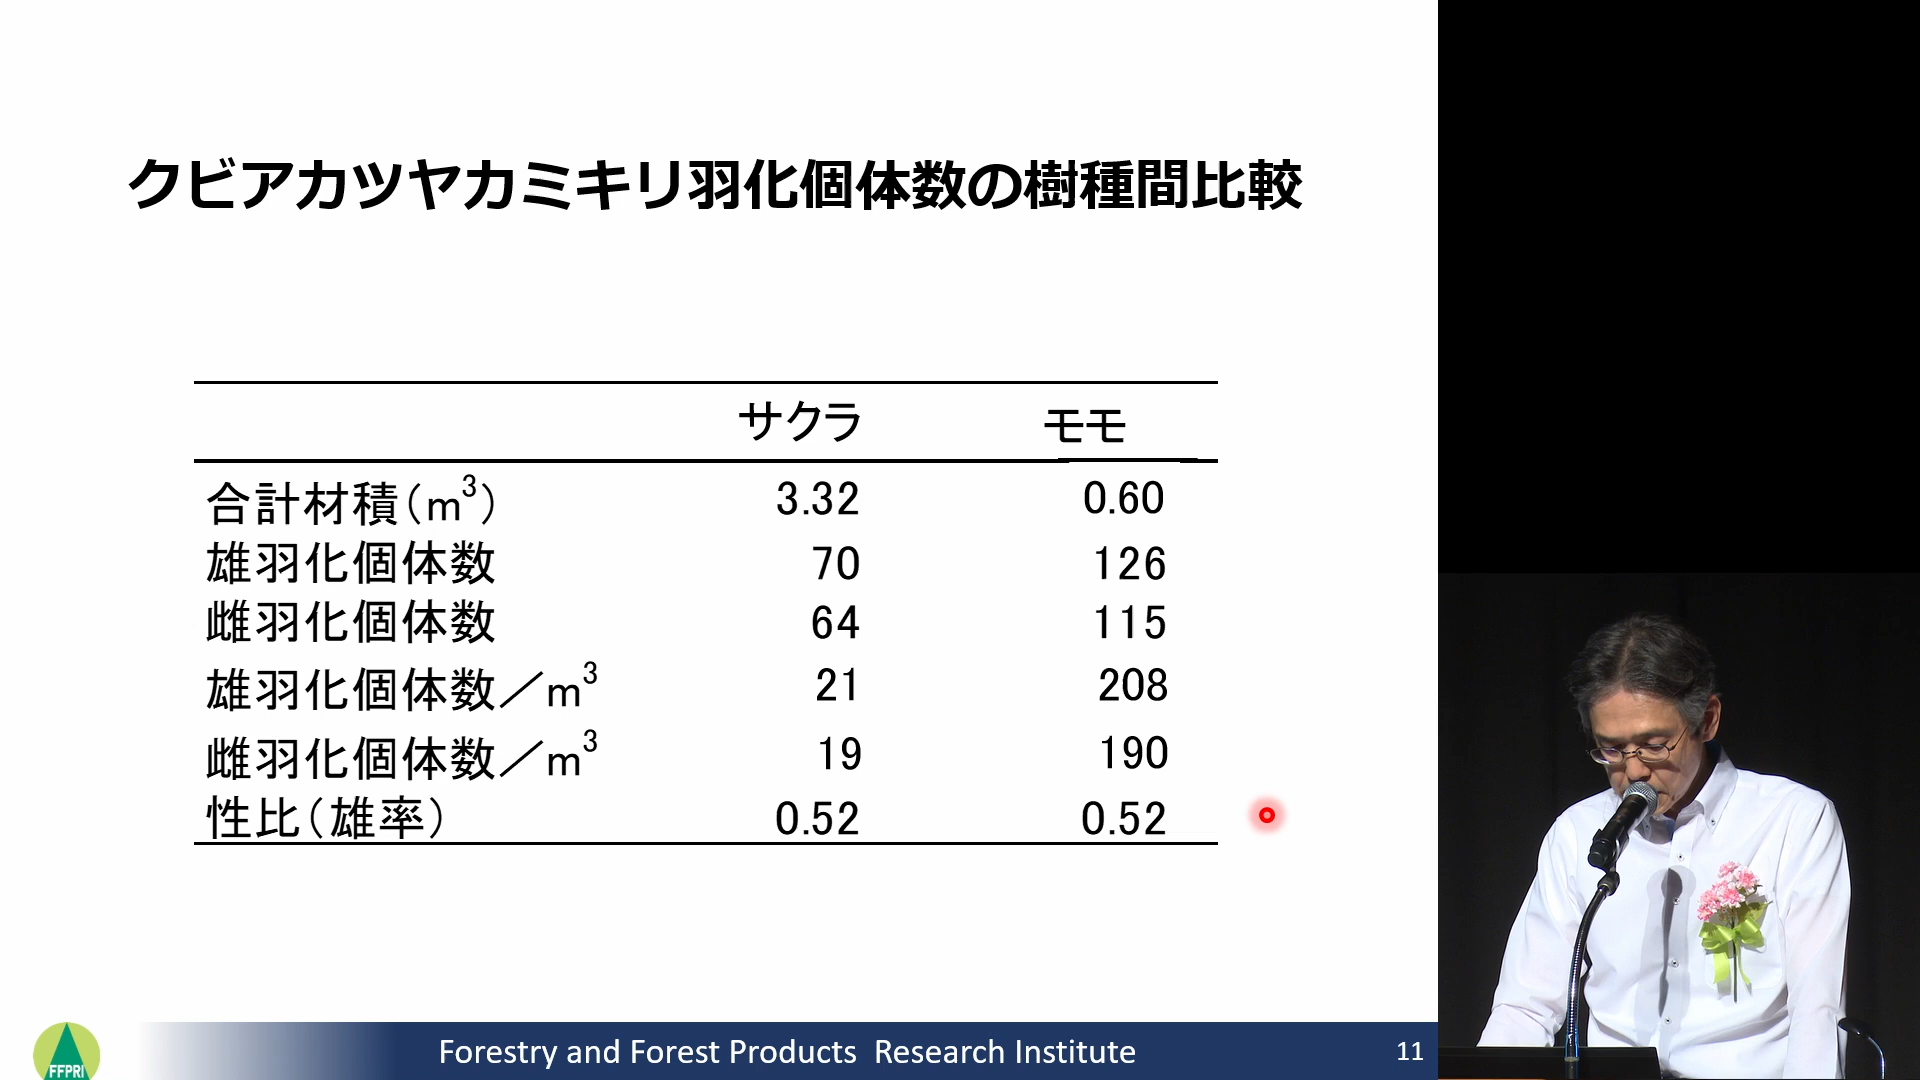 クビアカツヤカミキリ羽化個体数の樹種間比較
サクラ モモ
合計材積(m³) 3.32 0.60
雄羽化個体数 70 126
雌羽化個体数 64 115
雄羽化個体数／m³ 21 208
雌羽化個体数／m³ 19 190
性比(雄率) 0.52 0.52
FFPRI
Forestry and Forest Products Research Institute
11